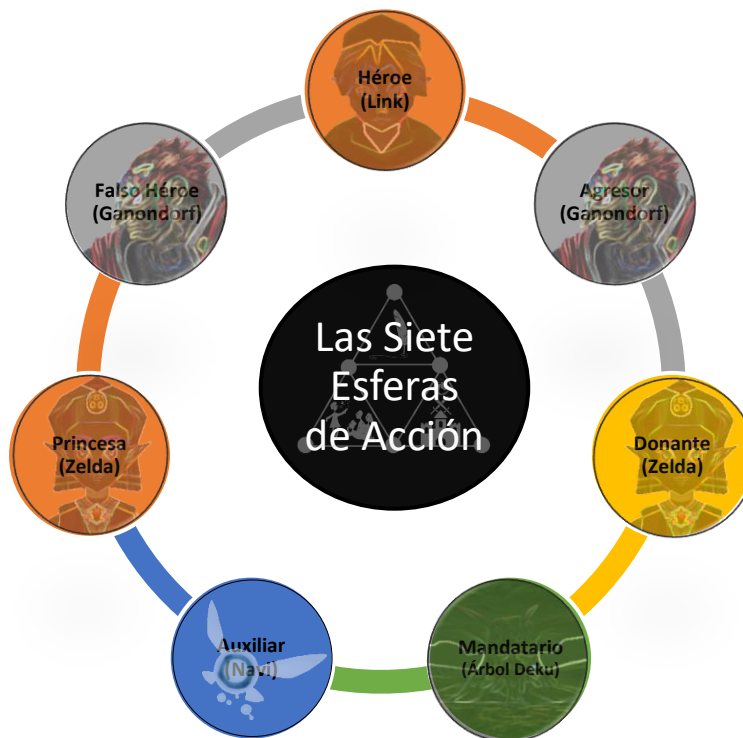 Héroe
(Link)
Agresor
(Ganondorf)
Donante
(Zelda)
Mandatario
(Árbol Deku)
Auxiliar
(Navi)
Princesa
(Zelda)
Falso Héroe
(Ganondorf)
Las Siete
Esferas
de Acción